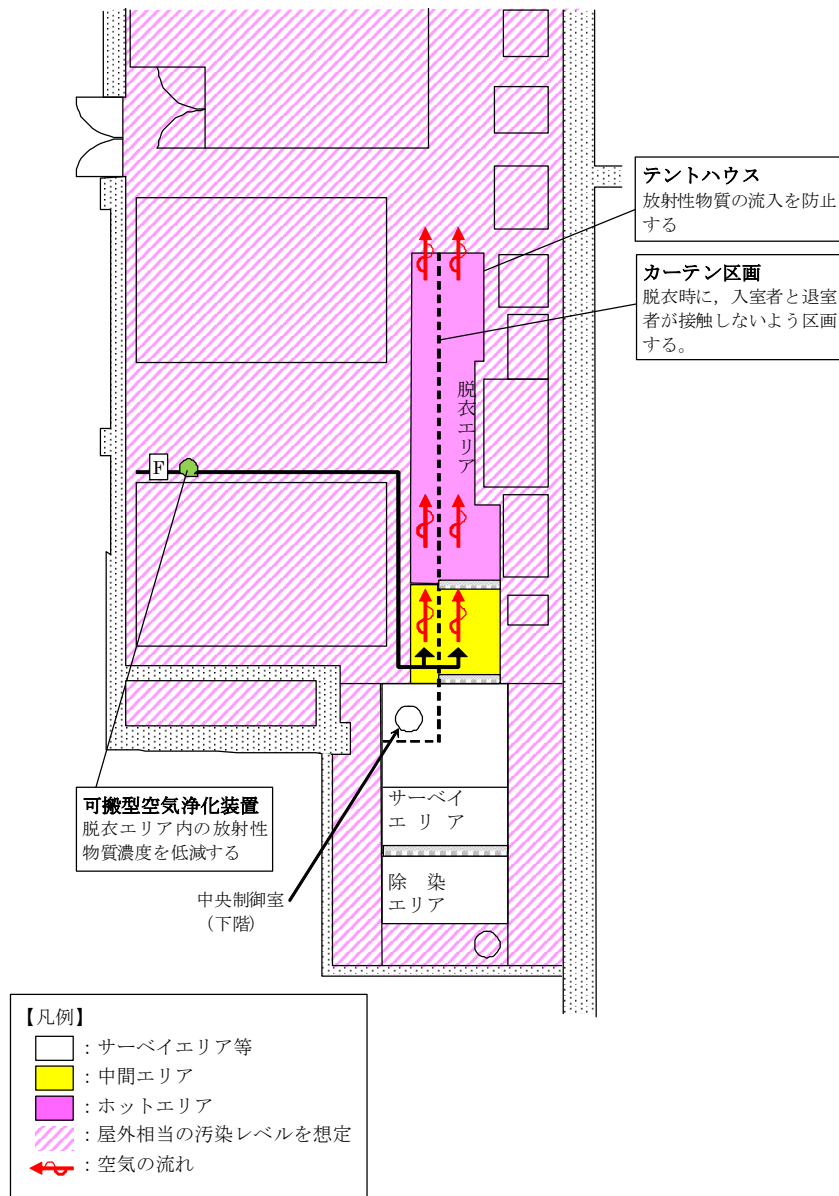 テントハウス
放射性物質の流入を防止
する
カーテン区画
脱衣時に，入室者と退室
者が接触しないよう区画
する。
脱衣エリア
F
可搬型空気浄化装置
脱衣エリア内の放射性
物質濃度を低減する
サーベイ
エリア
除染
エリア
中央制御室
（下階）
【凡例】
：サーベイエリア等
：中間エリア
：ホットエリア
：屋外相当の汚染レベルを想定
：空気の流れ